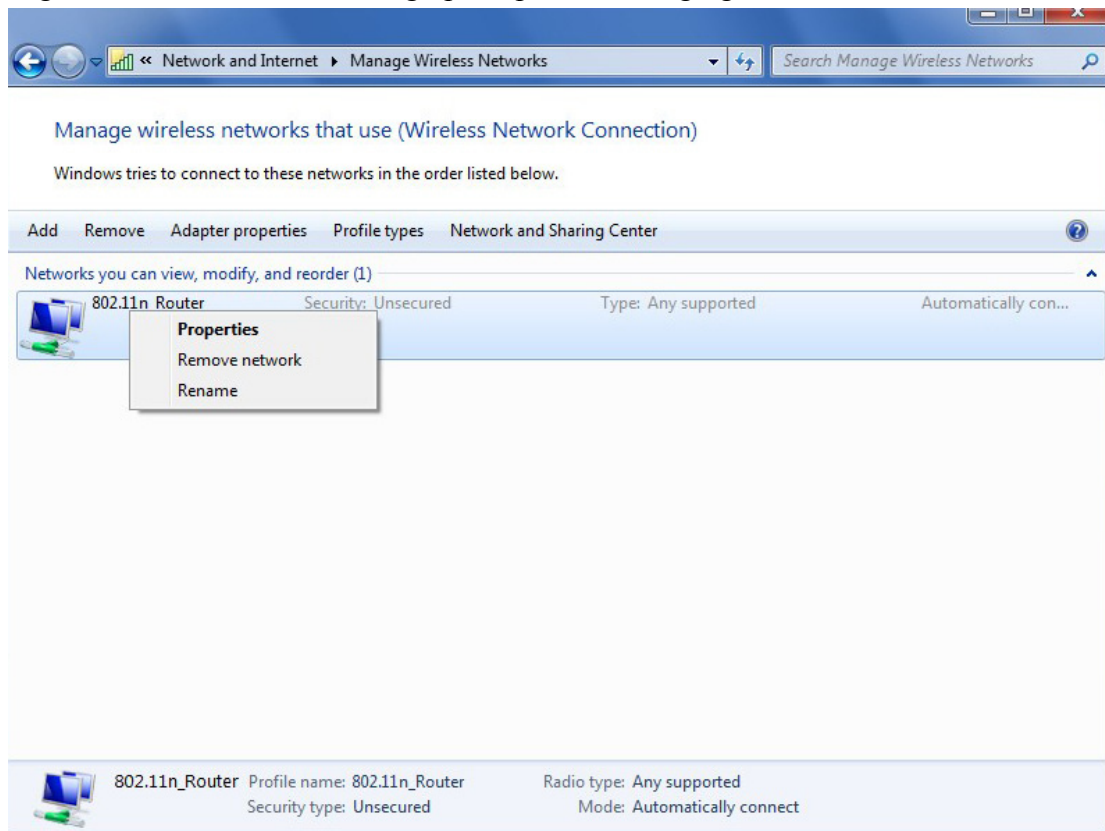 « Network and Internet ▸ Manage Wireless Networks Search Manage Wireless Networks
Manage wireless networks that use (Wireless Network Connection)
Windows tries to connect to these networks in the order listed below.
Add Remove Adapter properties Profile types Network and Sharing Center
Networks you can view, modify, and reorder (1)
802.11n_Router Security: Unsecured Type: Any supported Automatically con...
Properties
Remove network
Rename
802.11n_Router Profile name: 802.11n_Router Radio type: Any supported
Security type: Unsecured Mode: Automatically connect